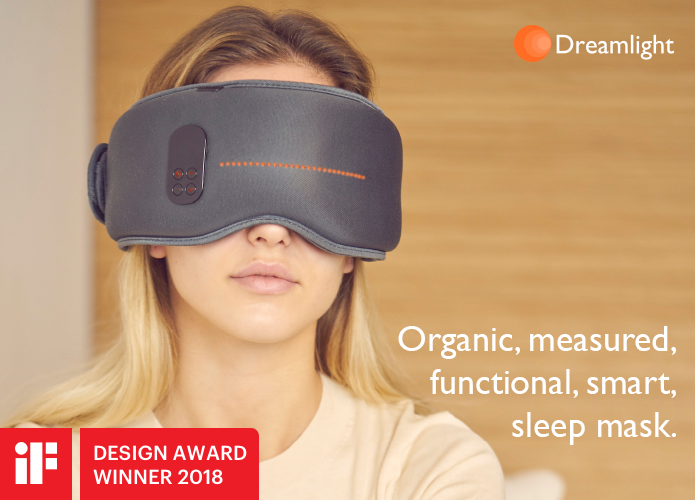 Dreamlight
Organic, measured,
functional, smart,
sleep mask.
iF
DESIGN AWARD
WINNER 2018